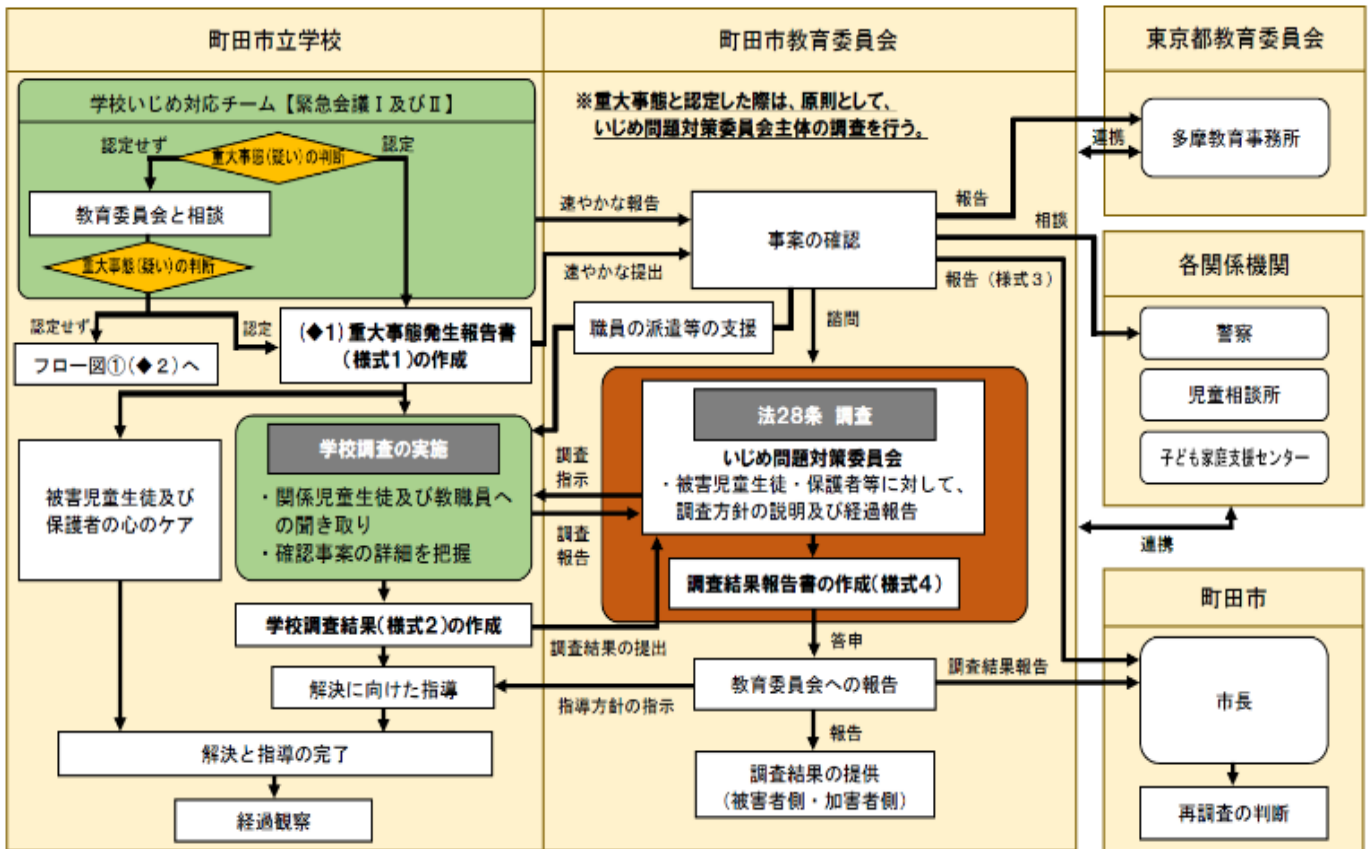 町田市立学校
町田市教育委員会
東京都教育委員会
学校いじめ対応チーム【緊急会議Ⅰ及びⅡ】
認定せず
重大事態(疑い)の判断
認定
教育委員会と相談
重大事態(疑い)の判断
認定せず
認定
フロー図①(◆2)へ
(◆1)重大事態発生報告書
(様式1)の作成
学校調査の実施
・関係児童生徒及び教職員へ
の聞き取り
・確認事案の詳細を把握
被害児童生徒及び
保護者の心のケア
学校調査結果(様式2)の作成
解決に向けた指導
解決と指導の完了
経過観察
※重大事態と認定した際は、原則として、
いじめ問題対策委員会主体の調査を行う。
速やかな報告
速やかな提出
事案の確認
職員の派遣等の支援
諮問
法28条 調査
いじめ問題対策委員会
・被害児童生徒・保護者等に対して、
調査方針の説明及び経過報告
調査
指示
調査
報告
調査結果報告書の作成(様式4)
調査結果の提出
答申
教育委員会への報告
指導方針の指示
報告
調査結果の提供
(被害者側・加害者側)
報告
連携
相談
報告(様式3)
調査結果報告
多摩教育事務所
各関係機関
警察
児童相談所
子ども家庭支援センター
連携
町田市
市長
再調査の判断